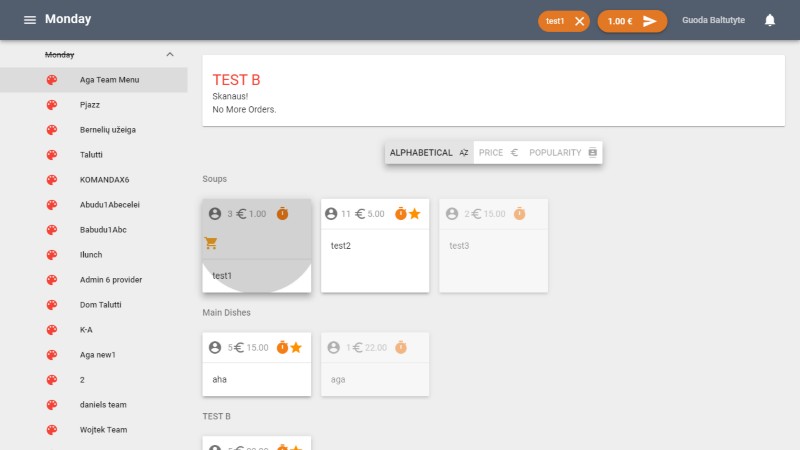 Monday
test1
1.00 €
Guoda Baltutyte
Monday
Aga Team Menu
Pjazz
Bernelių užeiga
Talutti
KOMANDAX6
Abudu1Abecelei
Babudu1Abc
Ilunch
Admin 6 provider
Dom Talutti
K-A
Aga new1
2
daniels team
Wojtek Team
TEST B
Skanaus!
No More Orders.
ALPHABETICAL AZ PRICE € POPULARITY
Soups
3 € 1.00
test1
11 € 5.00
test2
2 € 15.00
test3
Main Dishes
5 € 15.00
aha
1 € 22.00
aga
TEST B